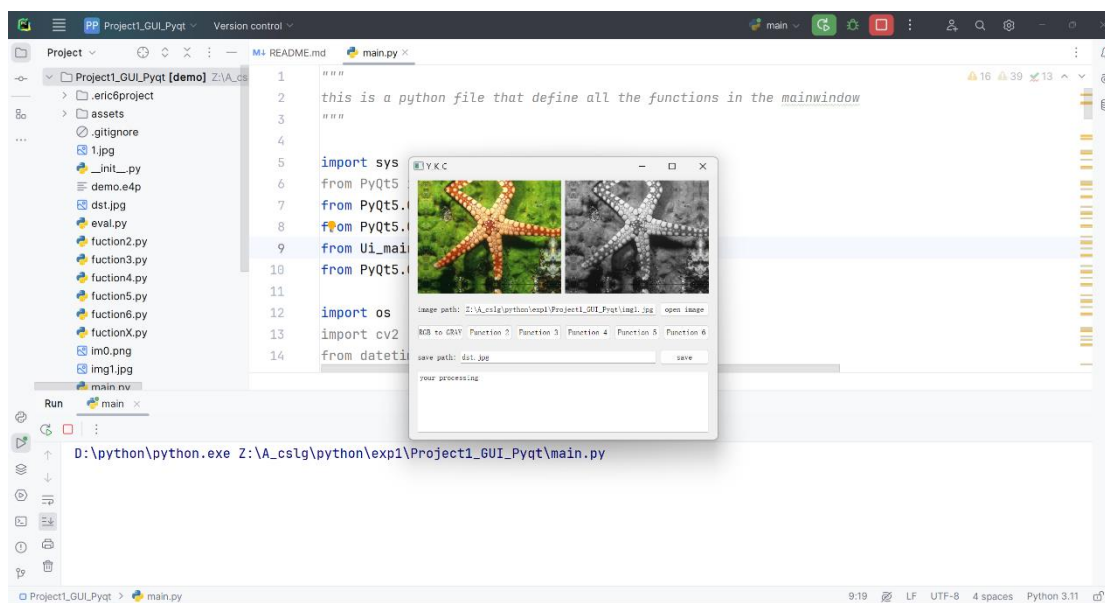 PP Project1_GUI_Pyqt Version control main
Project
README.md main.py
Project1_GUI_Pyqt [demo] Z:\A_cs
.eric6project
assets
.gitignore
1.jpg
__init__.py
demo.e4p
dst.jpg
eval.py
fuction2.py
fuction3.py
fuction4.py
fuction5.py
fuction6.py
fuctionX.py
im0.png
img1.jpg
main.py
1 """
2 this is a python file that define all the functions in the mainwindow
3 """
4
5 import sys
6 from PyQt5
7 from PyQt5.
8 from PyQt5.
9 from Ui_mai
10 from PyQt5.
11
12 import os
13 import cv2
14 from dateti
16 39 13
Y K C
image path: Z:\A_cslg\python\exp1\Project1_GUI_Pyqt\img1.jpg open image
RGB to GRAY Function 2 Function 3 Function 4 Function 5 Function 6
save path: dst.jpg save
your processing
Run main
D:\python\python.exe Z:\A_cslg\python\exp1\Project1_GUI_Pyqt\main.py
Project1_GUI_Pyqt > main.py 9:19 LF UTF-8 4 spaces Python 3.11